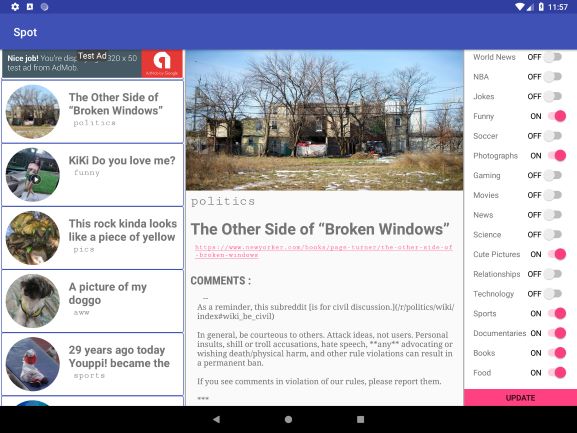 11:57
Spot
Nice job! You're disp
Test Ad
320 x 50
test ad from AdMob.
AdMob by Google
The Other Side of
“Broken Windows”
politics
KiKi Do you love me?
funny
This rock kinda looks
like a piece of yellow
pics
A picture of my
doggo
aww
29 years ago today
Youppi! became the
sports
politics
The Other Side of “Broken Windows”
https://www.newyorker.com/books/page-turner/the-other-side-of
-broken-windows
COMMENTS :
--
As a reminder, this subreddit [is for civil discussion.](/r/politics/wiki/
index#wiki_be_civil)
In general, be courteous to others. Attack ideas, not users. Personal
insults, shill or troll accusations, hate speech, **any** advocating or
wishing death/physical harm, and other rule violations can result in
a permanent ban.
If you see comments in violation of our rules, please report them.
***
World News OFF
NBA OFF
Jokes OFF
Funny ON
Soccer OFF
Photographs ON
Gaming OFF
Movies OFF
News OFF
Science OFF
Cute Pictures ON
Relationships OFF
Technology OFF
Sports ON
Documentaries ON
Books ON
Food ON
UPDATE